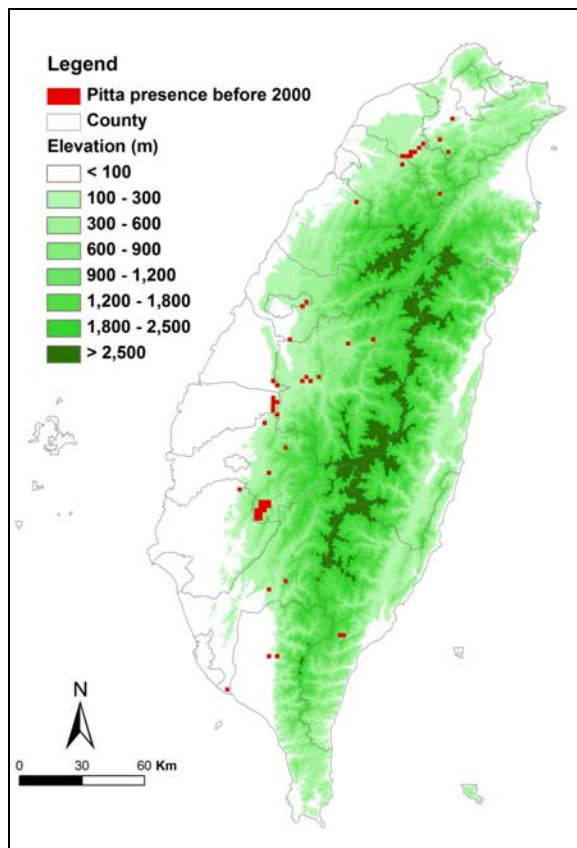 Legend
Pitta presence before 2000
County
Elevation (m)
< 100
100 - 300
300 - 600
600 - 900
900 - 1,200
1,200 - 1,800
1,800 - 2,500
> 2,500
N
0 30 60 Km